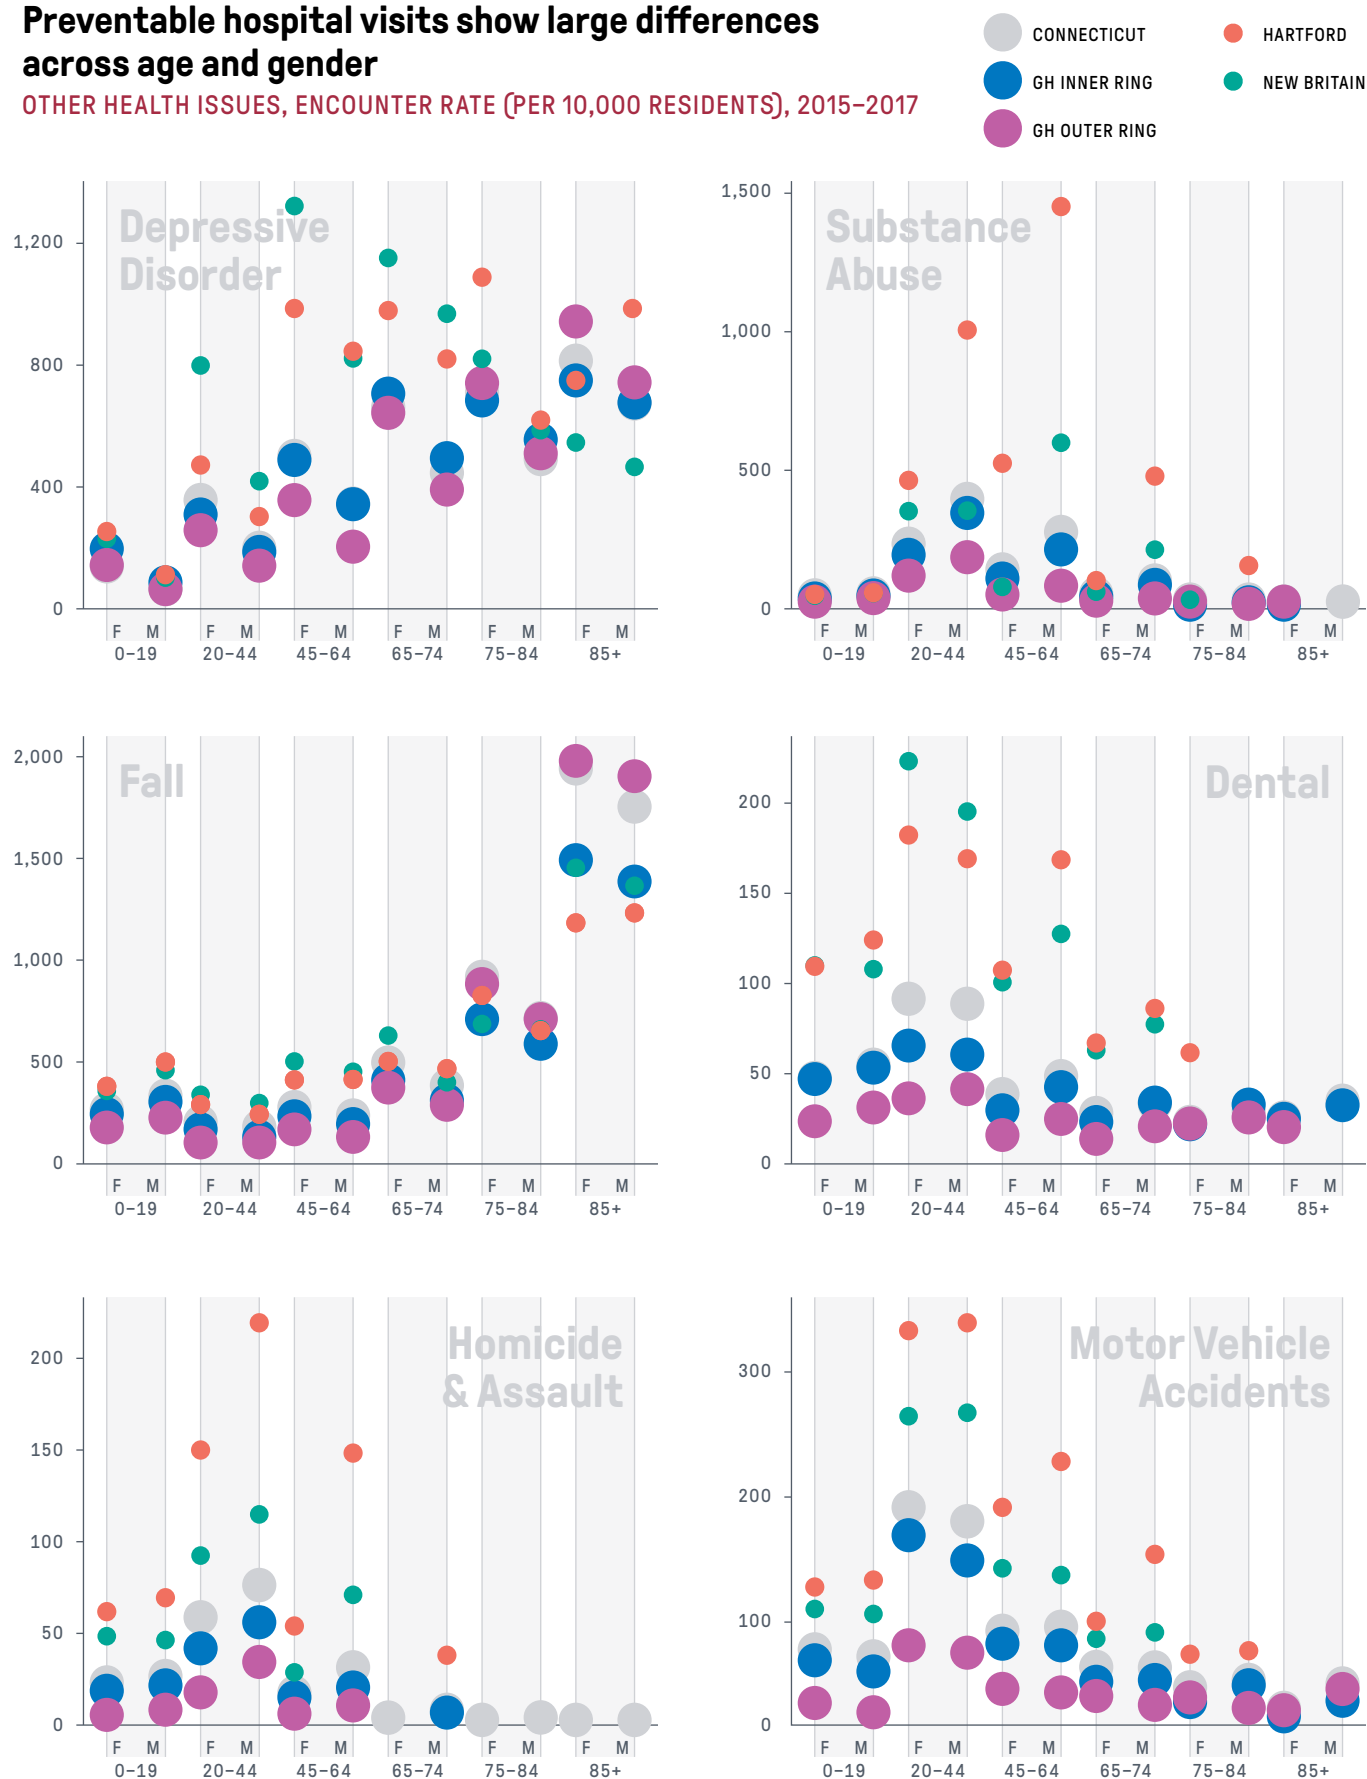 Preventable hospital visits show large differences
across age and gender
OTHER HEALTH ISSUES, ENCOUNTER RATE (PER 10,000 RESIDENTS), 2015–2017
CONNECTICUT
GH INNER RING
GH OUTER RING
HARTFORD
NEW BRITAIN
Depressive
Disorder
1,200
800
400
0
F M F M F M F M F M F M
0–19 20–44 45–64 65–74 75–84 85+
Substance
Abuse
1,500
1,000
500
0
F M F M F M F M F M F M
0–19 20–44 45–64 65–74 75–84 85+
Fall
2,000
1,500
1,000
500
0
F M F M F M F M F M F M
0–19 20–44 45–64 65–74 75–84 85+
Dental
200
150
100
50
0
F M F M F M F M F M F M
0–19 20–44 45–64 65–74 75–84 85+
Homicide
& Assault
200
150
100
50
0
F M F M F M F M F M F M
0–19 20–44 45–64 65–74 75–84 85+
Motor Vehicle
Accidents
300
200
100
0
F M F M F M F M F M F M
0–19 20–44 45–64 65–74 75–84 85+